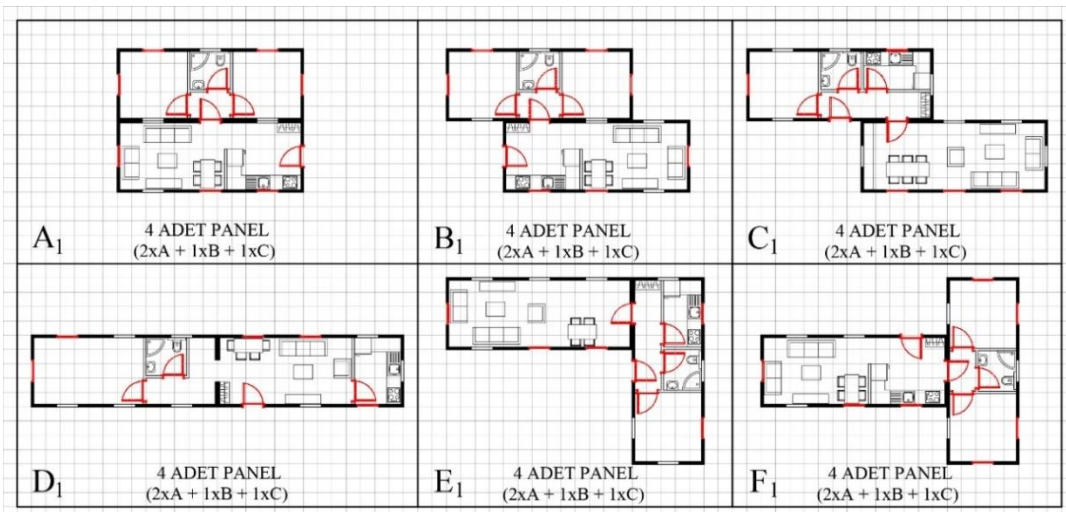 A1
4 ADET PANEL
(2xA + 1xB + 1xC)
B1
4 ADET PANEL
(2xA + 1xB + 1xC)
C1
4 ADET PANEL
(2xA + 1xB + 1xC)
D1
4 ADET PANEL
(2xA + 1xB + 1xC)
E1
4 ADET PANEL
(2xA + 1xB + 1xC)
F1
4 ADET PANEL
(2xA + 1xB + 1xC)